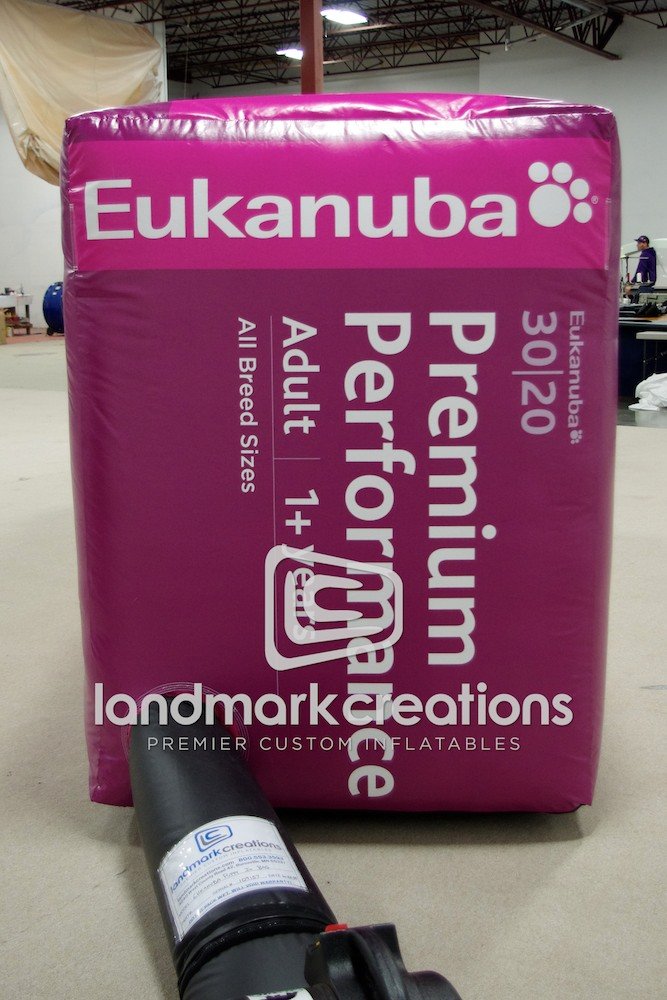 Eukanuba®
Eukanuba
30|20
Premium
Performance
Adult | 1+ years
All Breed Sizes
landmarkcreations
PREMIER CUSTOM INFLATABLES
landmarkcreations